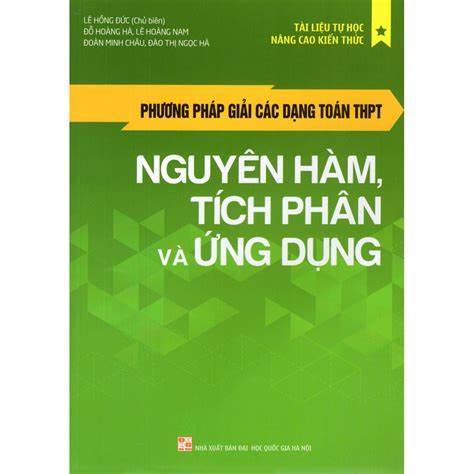 LÊ HỒNG ĐỨC (Chủ biên)
ĐỖ HOÀNG HÀ, LÊ HOÀNG NAM
ĐOÀN MINH CHÂU, ĐÀO THỊ NGỌC HÀ
TÀI LIỆU TỰ HỌC
NÂNG CAO KIẾN THỨC
PHƯƠNG PHÁP GIẢI CÁC DẠNG TOÁN THPT
NGUYÊN HÀM,
TÍCH PHÂN
VÀ ỨNG DỤNG
NHÀ XUẤT BẢN ĐẠI HỌC QUỐC GIA HÀ NỘI